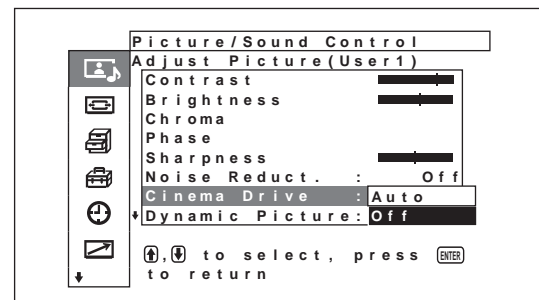 Picture/Sound Control
Adjust Picture(User1)
Contrast
Brightness
Chroma
Phase
Sharpness
Noise Reduct. : Off
Cinema Drive : Auto
Dynamic Picture: Off
, to select, press ENTER
to return